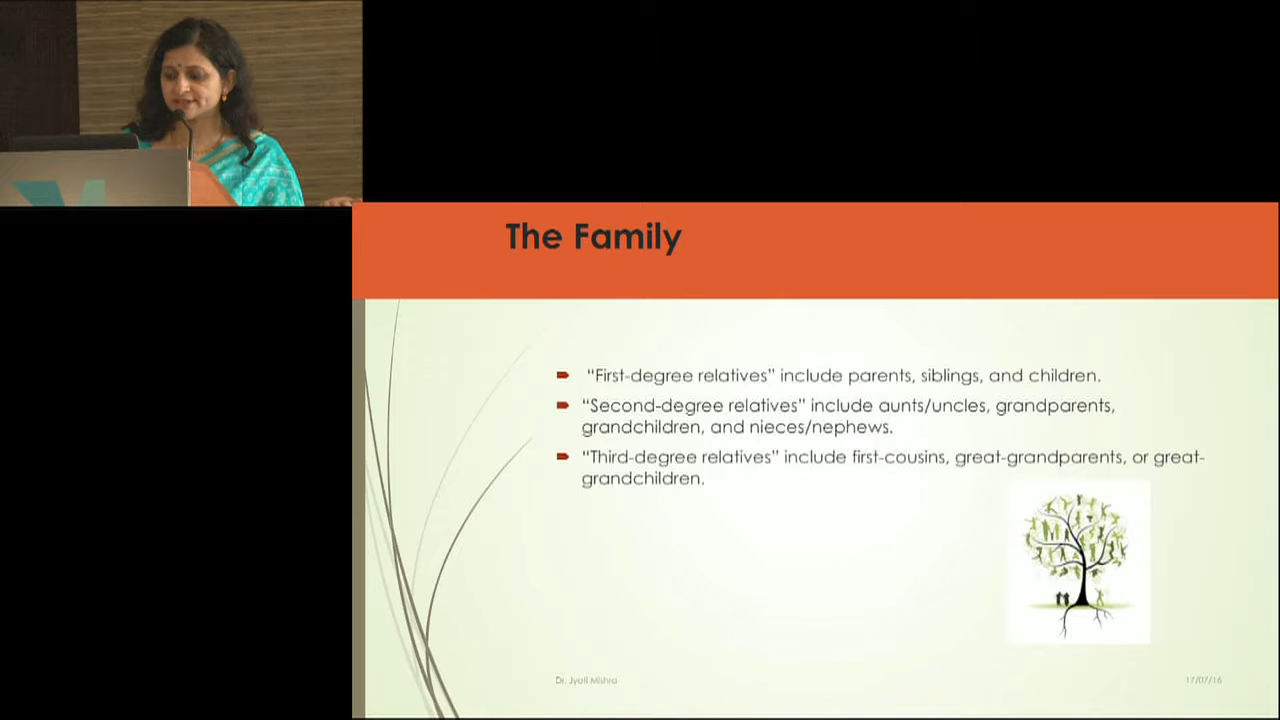 The Family
“First-degree relatives” include parents, siblings, and children.
“Second-degree relatives” include aunts/uncles, grandparents,
grandchildren, and nieces/nephews.
“Third-degree relatives” include first-cousins, great-grandparents, or great-
grandchildren.
Dr. Jyoti Mishra
17/07/16